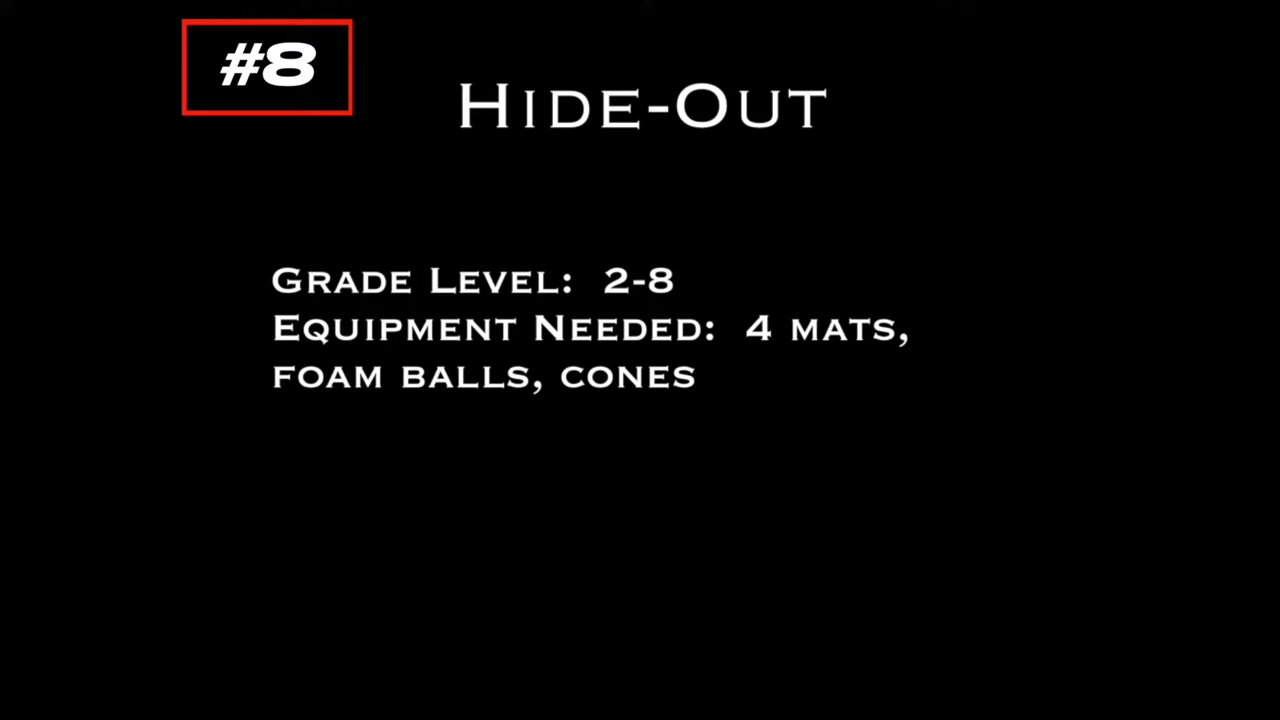 #8
Hide-Out
Grade Level: 2-8
Equipment Needed: 4 mats,
foam balls, cones